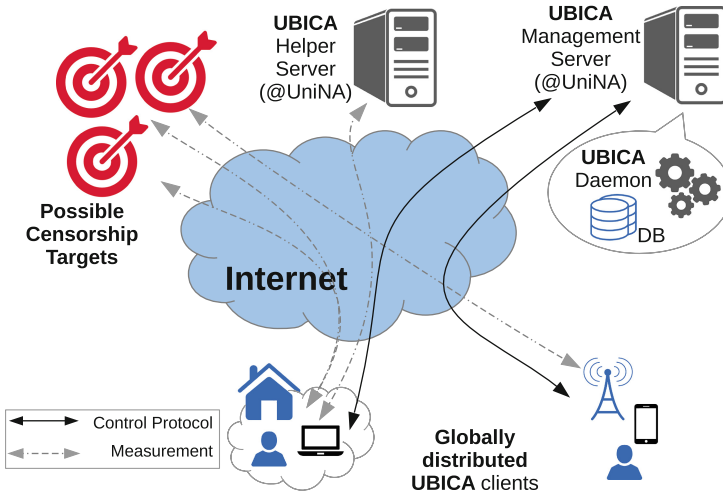 UBICA
Helper
Server
(@UniNA)
UBICA
Management
Server
(@UniNA)
UBICA
Daemon
DB
Possible
Censorship
Targets
Internet
Control Protocol
Measurement
Globally
distributed
UBICA clients